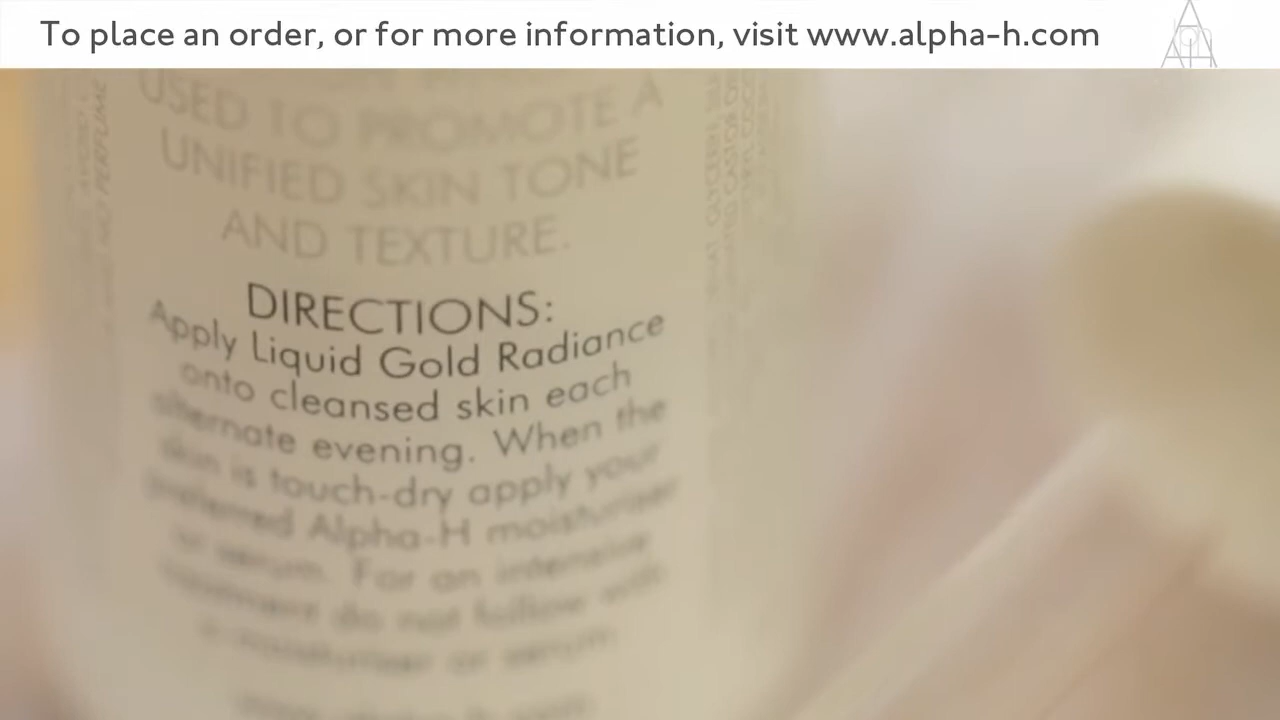 To place an order, or for more information, visit www.alpha-h.com
USED TO PROMOTE A
UNIFIED SKIN TONE
AND TEXTURE.
DIRECTIONS:
Apply Liquid Gold Radiance
onto cleansed skin each
alternate evening. When the
skin is touch-dry apply your
preferred Alpha-H moisturiser
or serum. For an intensive
treatment do not follow with
a moisturiser or serum.
NO PERFUME